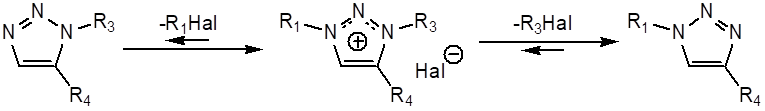 N N N R3 R4
-R1Hal
R1 N N N R3 ⊕ R4
Hal ⊖
-R3Hal
R1 N N N R4